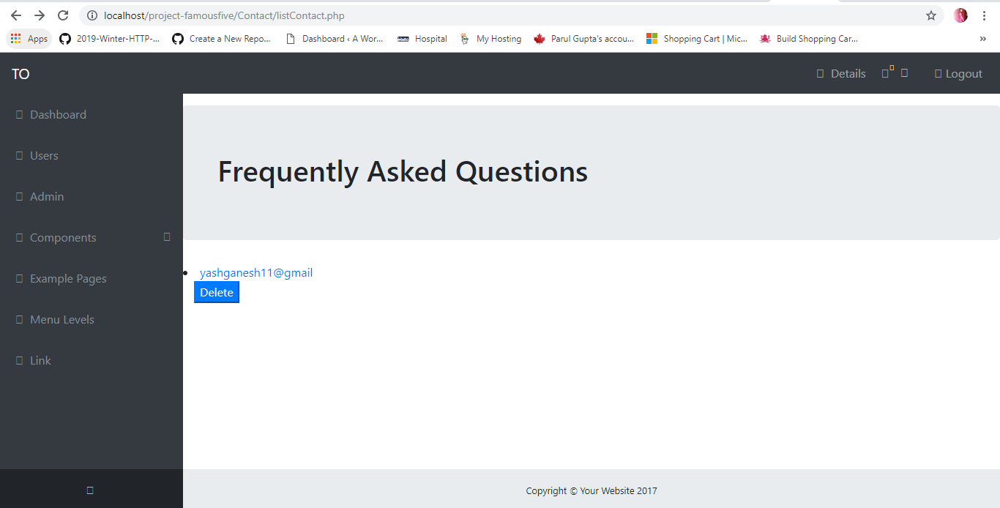 localhost/project-famousfive/Contact/listContact.php
Apps 2019-Winter-HTTP-... Create a New Repo... Dashboard ‹ A Wor... Hospital My Hosting Parul Gupta's accou... Shopping Cart | Mic... Build Shopping Car... »
TO Details Logout
Dashboard
Users
Admin
Components
Example Pages
Menu Levels
Link
Frequently Asked Questions
yashganesh11@gmail
Delete
Copyright © Your Website 2017